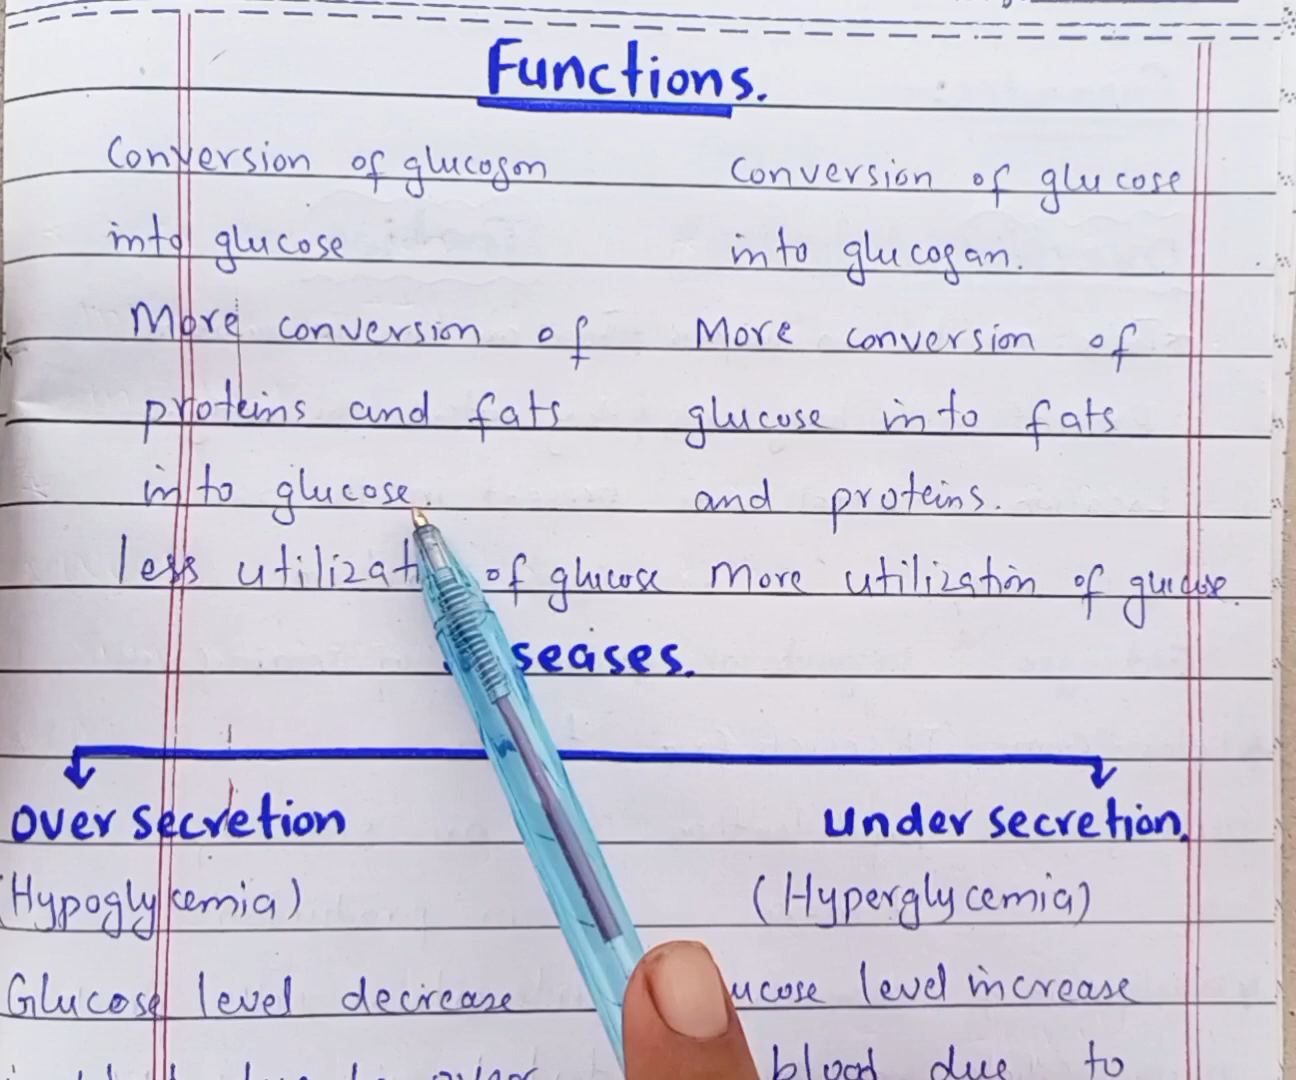 Functions.
Conversion of glucogon
into glucose
More conversion of
proteins and fats
into glucose.
less of glucose
Conversion of glucose
into glucogan.
More conversion of
glucose into fats
and proteins.
More utilization of glucose.
seases.
over secretion
(Hypoglycemia)
Glucose level decrease
under secretion.
(Hyperglycemia)
level increase
blood due to